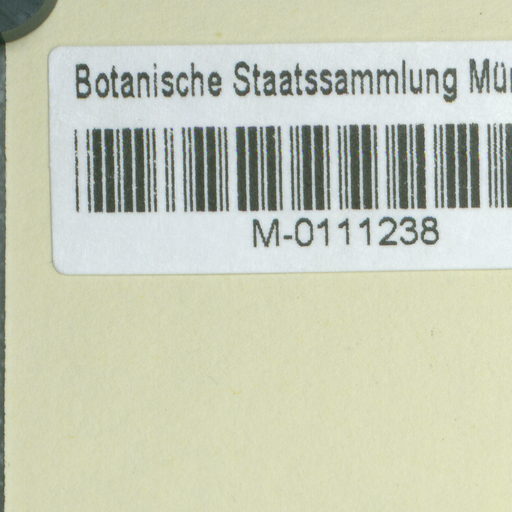 Botanische Staatssammlung Mü
M-0111238